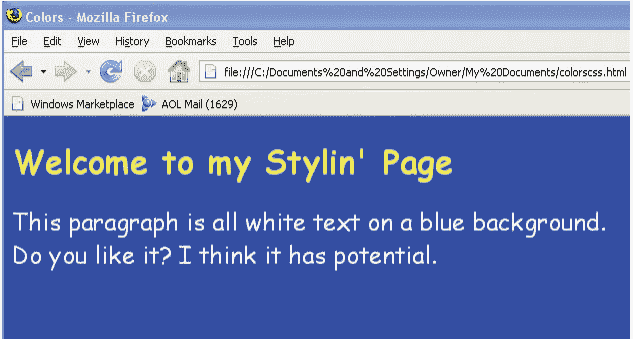 Colors - Mozilla Firefox
File Edit View History Bookmarks Tools Help
file:///C:/Documents%20and%20Settings/Owner/My%20Documents/colorscss.html
Windows Marketplace AOL Mail (1629)
Welcome to my Stylin' Page
This paragraph is all white text on a blue background.
Do you like it? I think it has potential.